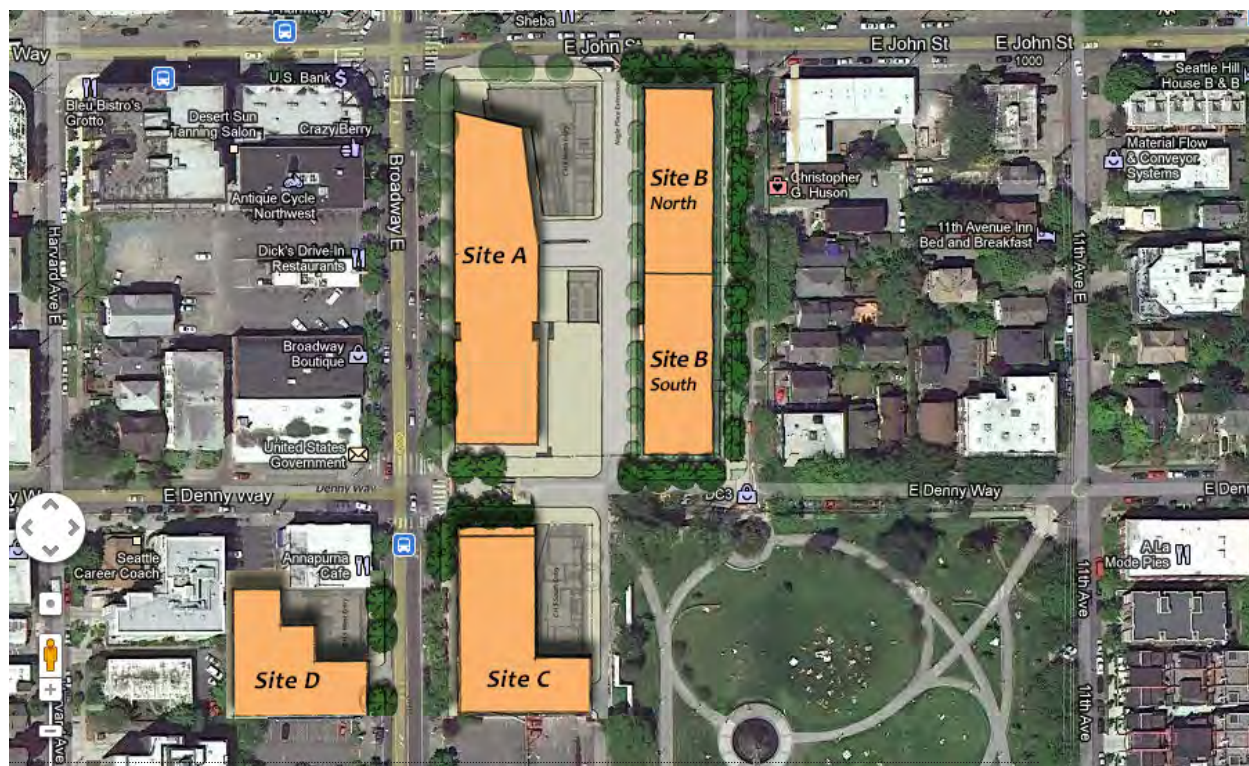 Pharmacy
Sheba
Way
E John St
E John St
E John St
1000
U.S. Bank
Bleu Bistro's
Grotto
Desert Sun
Tanning Salon
Crazy Berry
Seattle Hill
House B & B
Antique Cycle
Northwest
Broadway E
Site B
North
Christopher
G. Huson
Material Flow
& Conveyor
Systems
11th Avenue Inn
Bed and Breakfast
Dick's Drive-In
Restaurants
Site A
Harvard Ave E
11th Ave E
Broadway
Boutique
Site B
South
United States
Government
E Denny Way
Denny Way
DC3
E Denny Way
E Denn
Seattle
Career Coach
Annapurna
Cafe
A La
Mode Pies
11th Ave
Site D
Site C
11th Ave